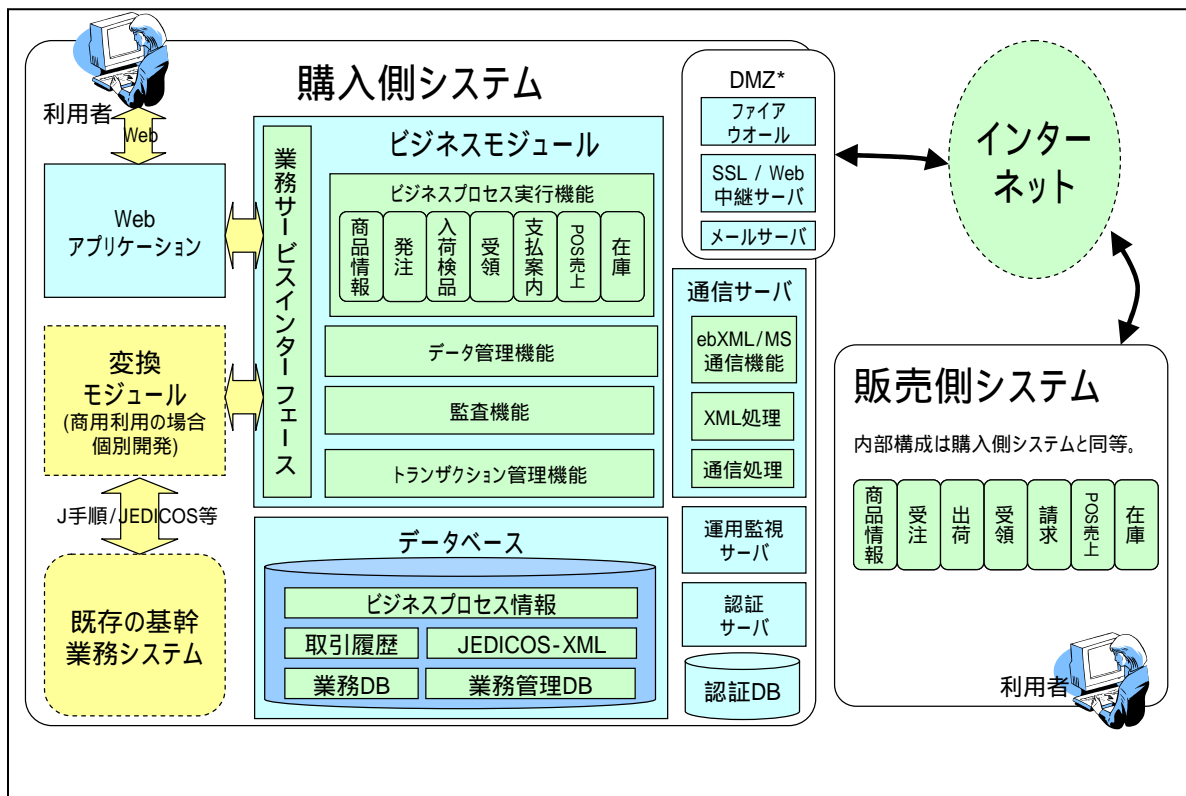 購入側システム
利用者
Web
Web
アプリケーション
変換
モジュール
(商用利用の場合
個別開発)
J手順/JEDICOS等
既存の基幹
業務システム
業務サービスインターフェース
ビジネスモジュール
ビジネスプロセス実行機能
商品情報
発注
入荷検品
受領
支払案内
POS売上
在庫
データ管理機能
監査機能
トランザクション管理機能
データベース
ビジネスプロセス情報
取引履歴
JEDICOS-XML
業務DB
業務管理DB
DMZ*
ファイア
ウオール
SSL / Web
中継サーバ
メールサーバ
通信サーバ
ebXML/MS
通信機能
XML処理
通信処理
運用監視
サーバ
認証
サーバ
認証DB
インター
ネット
販売側システム
内部構成は購入側システムと同等。
商品情報
受注
出荷
受領
請求
POS売上
在庫
利用者